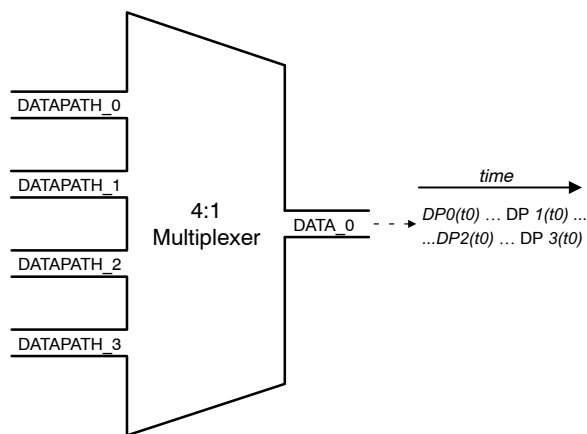 DATAPATH_0
DATAPATH_1
DATAPATH_2
DATAPATH_3
4:1
Multiplexer
DATA_0
time
DP0(t0) … DP 1(t0) ...
...DP2(t0) … DP 3(t0)